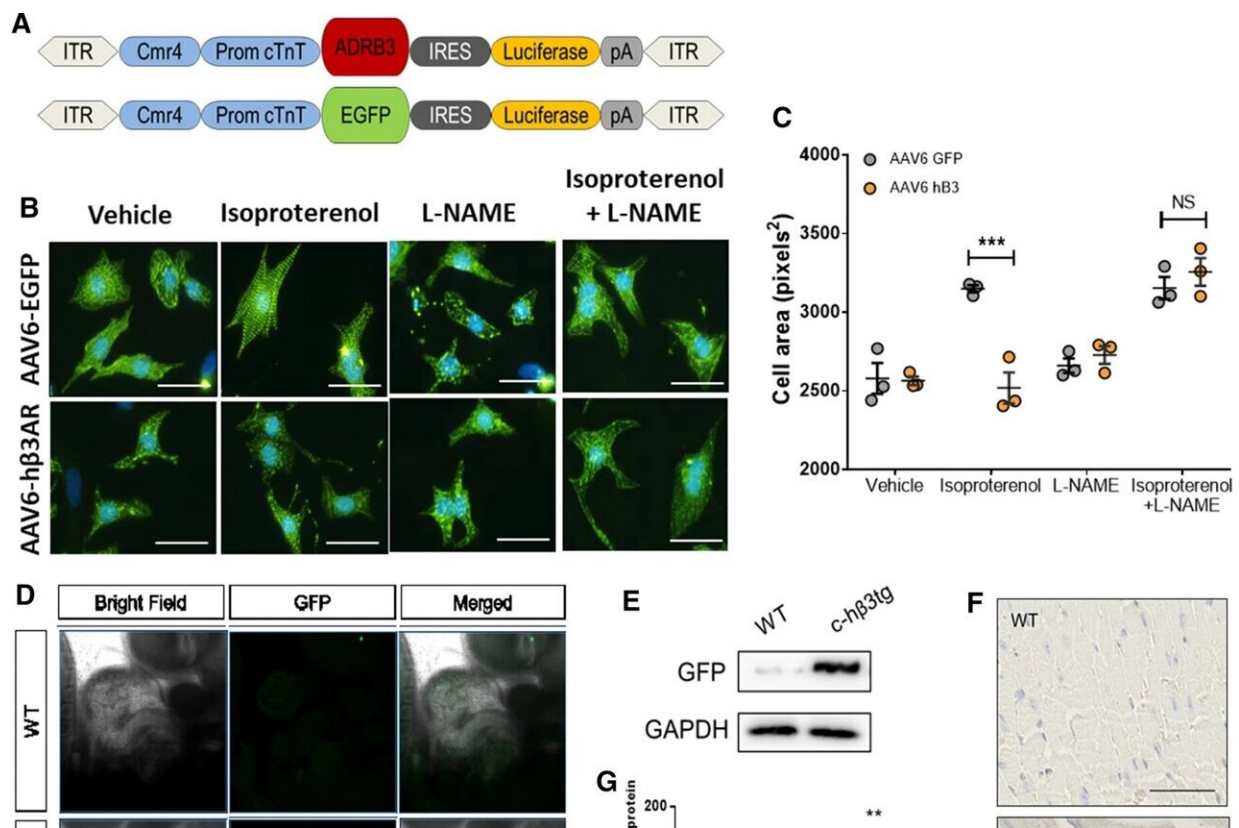 A
ITR Cmr4 Prom cTnT ADRB3 IRES Luciferase pA ITR
ITR Cmr4 Prom cTnT EGFP IRES Luciferase pA ITR
B
Vehicle
Isoproterenol
L-NAME
Isoproterenol
+ L-NAME
AAV6-EGFP
AAV6-hβ3AR
C
AAV6 GFP
AAV6 hB3
Cell area (pixels²)
4000
3500
3000
2500
2000
***
NS
Vehicle
Isoproterenol
L-NAME
Isoproterenol
+L-NAME
D
Bright Field
GFP
Merged
WT
E
WT
c-hβ3tg
GFP
GAPDH
F
WT
G
protein
200
**